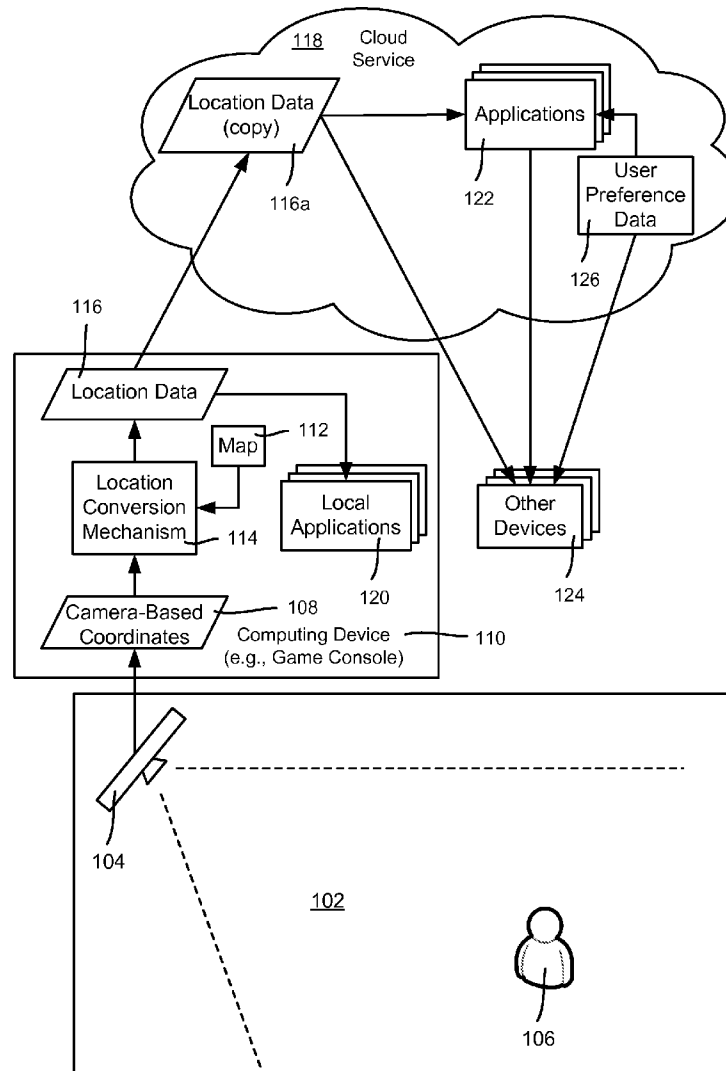 118
Cloud
Service
Location Data
(copy)
116a
Applications
122
User
Preference
Data
126
116
Location Data
112
Map
Location
Conversion
Mechanism
114
Local
Applications
120
Other
Devices
124
108
Camera-Based
Coordinates
Computing Device
(e.g., Game Console)
110
104
102
106